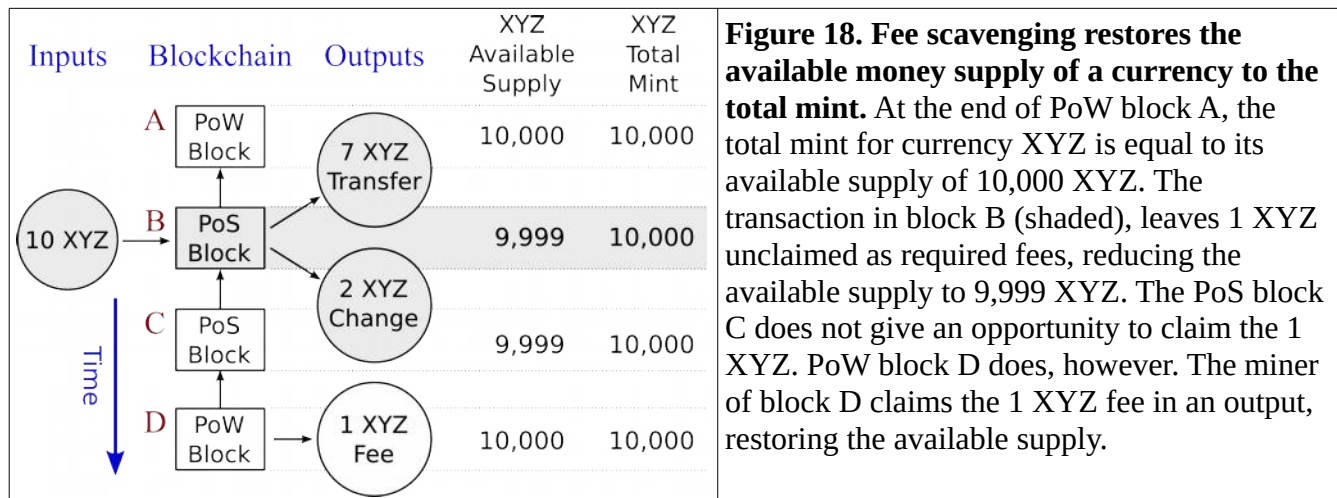 Inputs Blockchain Outputs XYZ Available Supply XYZ Total Mint
A PoW Block 10,000 10,000
7 XYZ Transfer
10 XYZ B PoS Block 9,999 10,000
2 XYZ Change
C PoS Block 9,999 10,000
Time
D PoW Block 1 XYZ Fee 10,000 10,000
Figure 18. Fee scavenging restores the
available money supply of a currency to the
total mint. At the end of PoW block A, the
total mint for currency XYZ is equal to its
available supply of 10,000 XYZ. The
transaction in block B (shaded), leaves 1 XYZ
unclaimed as required fees, reducing the
available supply to 9,999 XYZ. The PoS block
C does not give an opportunity to claim the 1
XYZ. PoW block D does, however. The miner
of block D claims the 1 XYZ fee in an output,
restoring the available supply.